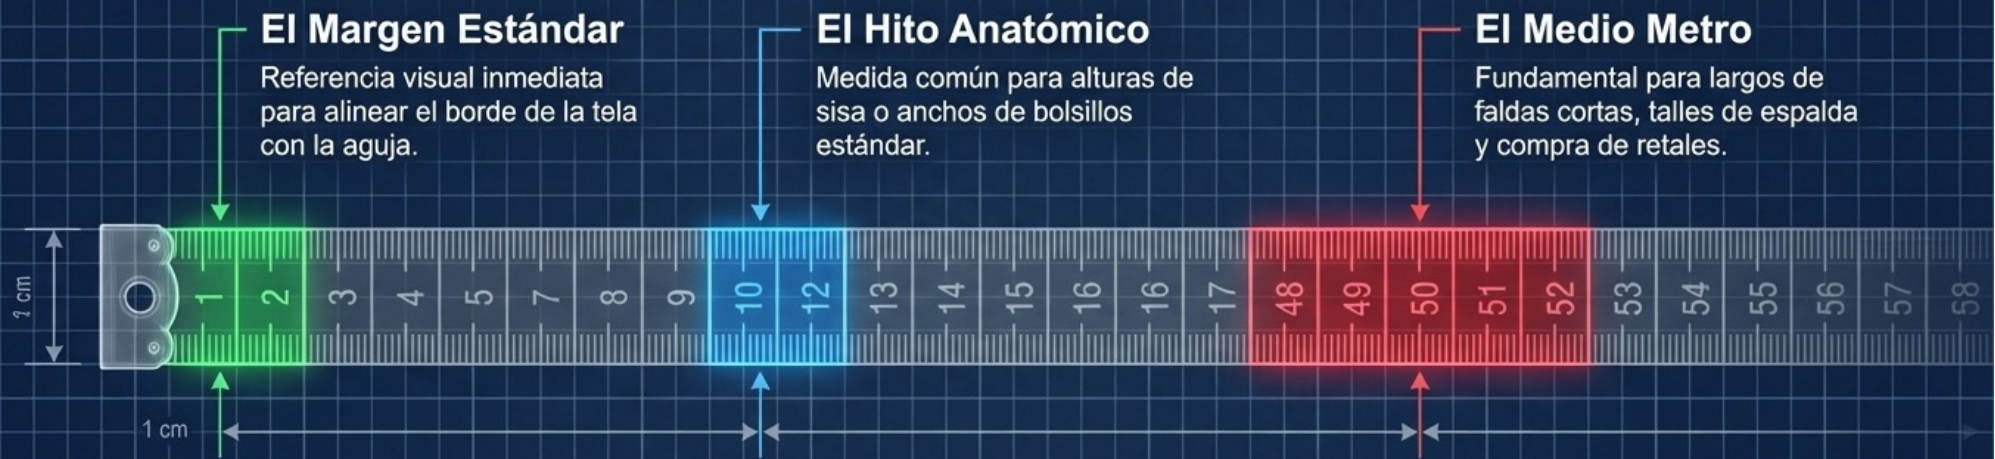 El Margen Estándar
Referencia visual inmediata
para alinear el borde de la tela
con la aguja.
El Hito Anatómico
Medida común para alturas de
sisa o anchos de bolsillos
estándar.
El Medio Metro
Fundamental para largos de
faldas cortas, talles de espalda
y compra de retales.
cm
1 2 3 4 5 7 8 9 10 12 13 14 15 16 16 17 48 49 50 51 52 53 54 55 56 57 58
1 cm